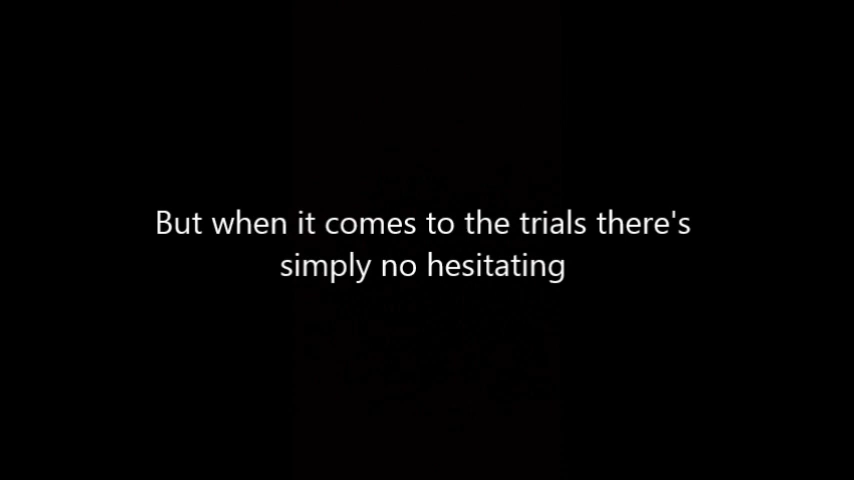 But when it comes to the trials there's
simply no hesitating